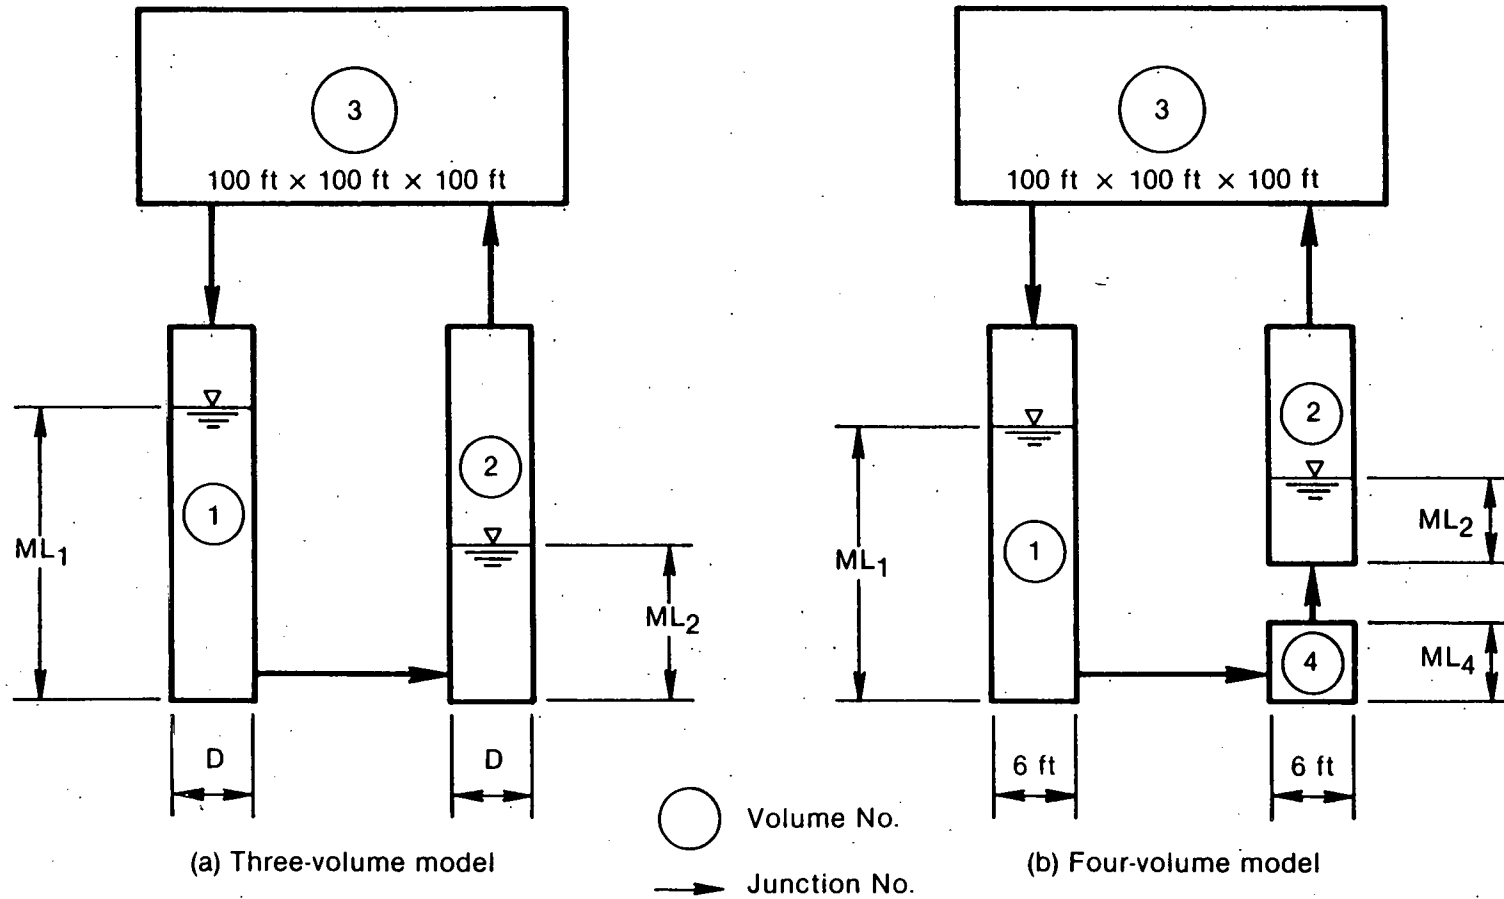 3
100 ft × 100 ft × 100 ft
1
2
ML1
ML2
D
D
(a) Three-volume model
3
100 ft × 100 ft × 100 ft
1
2
4
ML1
ML2
ML4
6 ft
6 ft
(b) Four-volume model
Volume No.
Junction No.